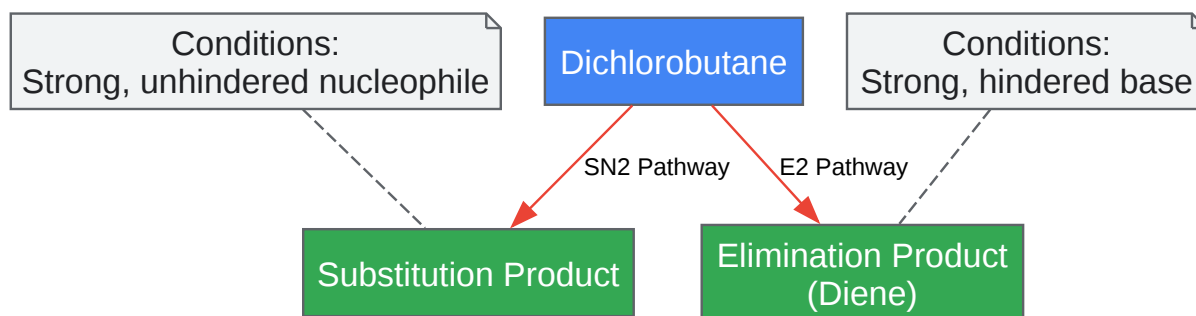 Conditions:
Strong, unhindered nucleophile
Dichlorobutane
Conditions:
Strong, hindered base
SN2 Pathway
E2 Pathway
Substitution Product
Elimination Product
(Diene)